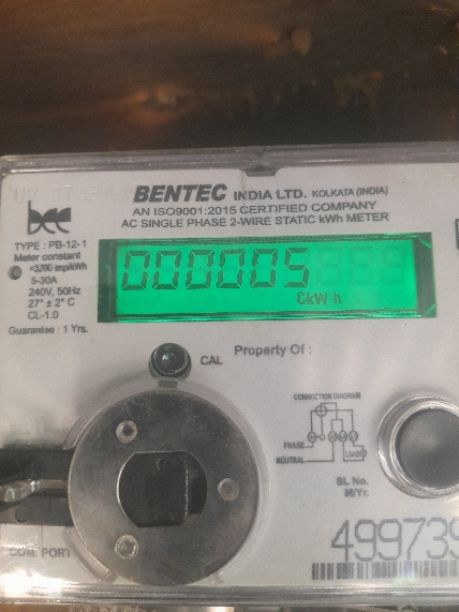 BENTEC INDIA LTD. KOLKATA (INDIA)
AN ISO9001:2015 CERTIFIED COMPANY
AC SINGLE PHASE 2-WIRE STATIC kWh METER
bec
TYPE : PB-12-1
Meter constant
=3200 imp/kWh
5-30A
240V, 50Hz
27° ± 2° C
CL-1.0
Guarantee : 1 Yrs.
000005
CkW h
CAL
Property Of :
CONNECTION DIAGRAM
PHASE
NEUTRAL
LOAD
SL No.
M/Yr.
COM. PORT
499739